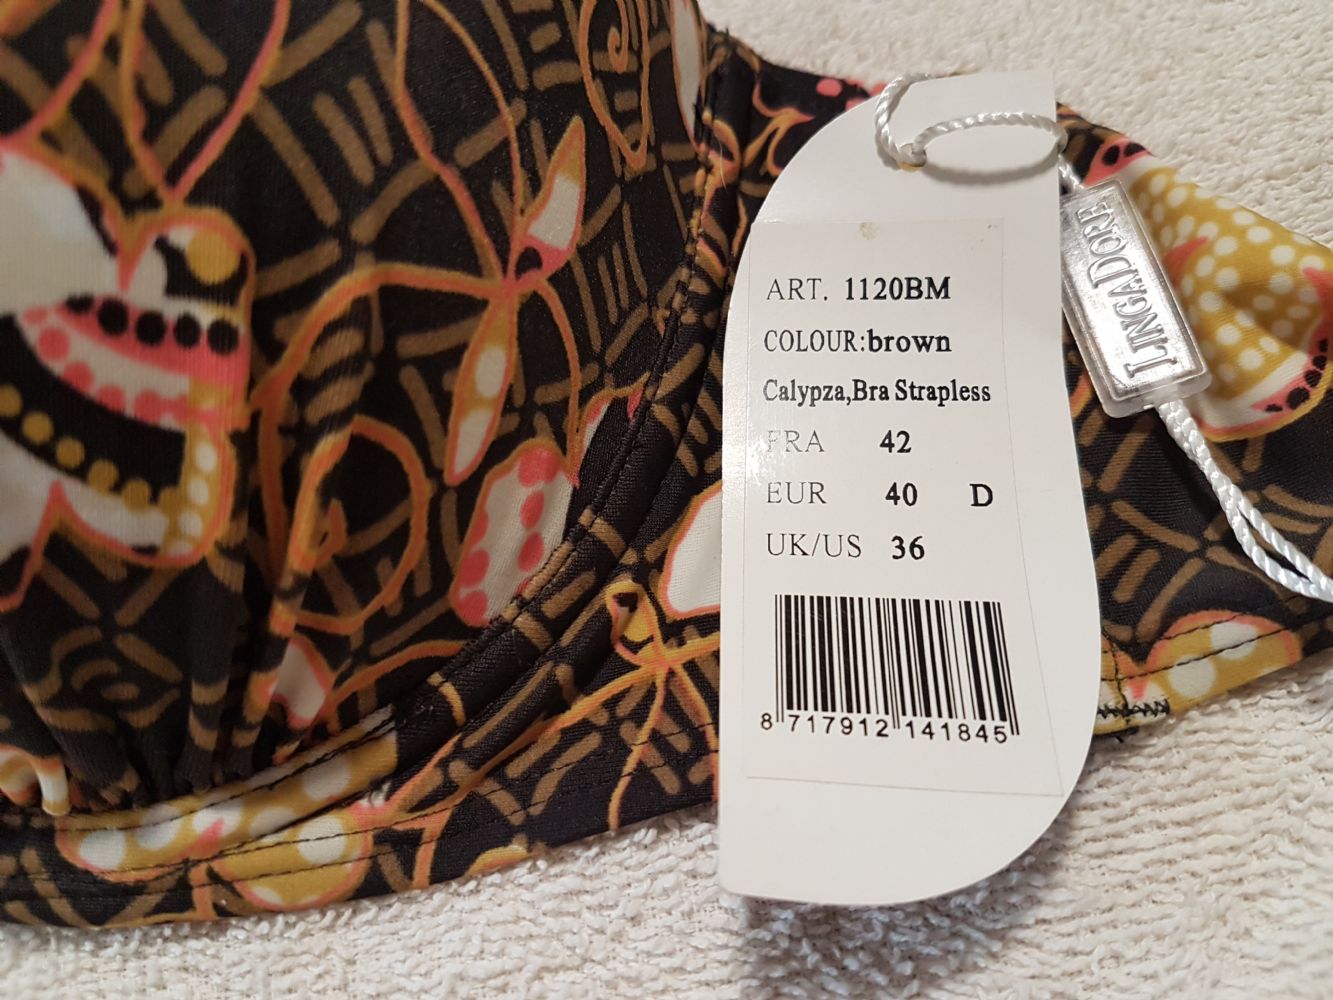 LINGADORE
ART. 1120BM
COLOUR:brown
Calypza,Bra Strapless
FRA 42
EUR 40 D
UK/US 36
8 717912 141845